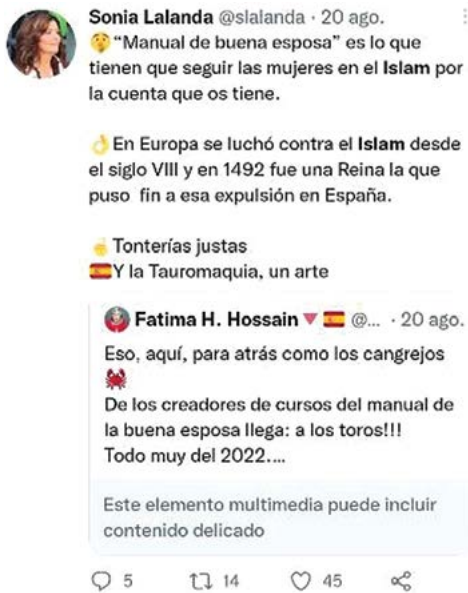 Sonia Lalanda @slalanda · 20 ago.
🤫“Manual de buena esposa” es lo que
tienen que seguir las mujeres en el Islam por
la cuenta que os tiene.
👌En Europa se luchó contra el Islam desde
el siglo VIII y en 1492 fue una Reina la que
puso fin a esa expulsión en España.
☝Tonterías justas
🇪🇸Y la Tauromaquia, un arte
Fatima H. Hossain🔻🇪🇸 @... · 20 ago.
Eso, aquí, para atrás como los cangrejos
🦀
De los creadores de cursos del manual de
la buena esposa llega: a los toros!!!
Todo muy del 2022....
Este elemento multimedia puede incluir
contenido delicado
5 14 45